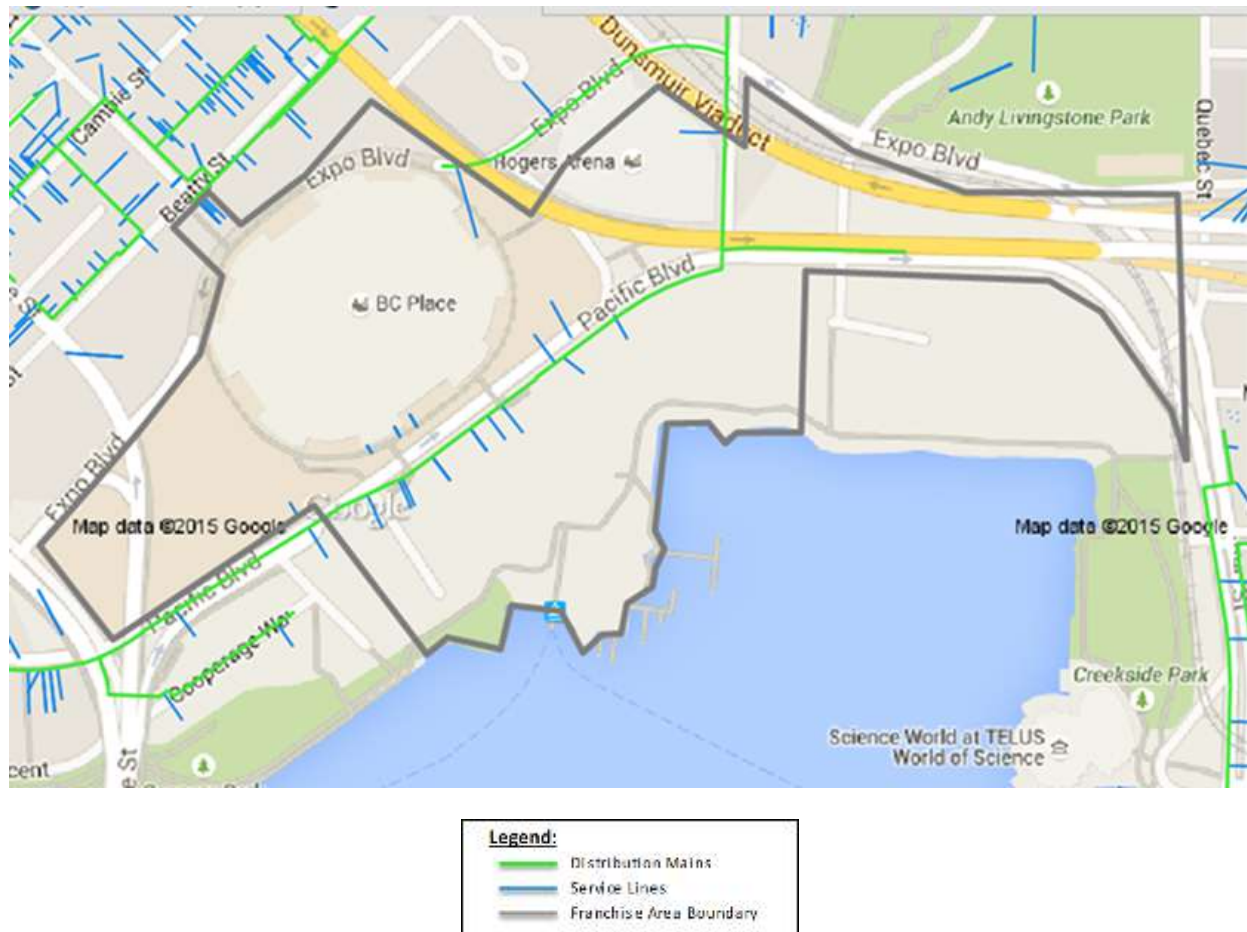 Dunsmuir Viaduct
Cambie St
Expo Blvd
Andy Livingstone Park
Quebec St
Expo Blvd
Expo Blvd
Rogers Arena
Beatty St
BC Place
Pacific Blvd
Expo Blvd
Google
Map data ©2015 Google
Map data ©2015 Google
Pacific Blvd
Cooperage
Creekside Park
Science World at TELUS
World of Science
Legend:
Distribution Mains
Service Lines
Franchise Area Boundary